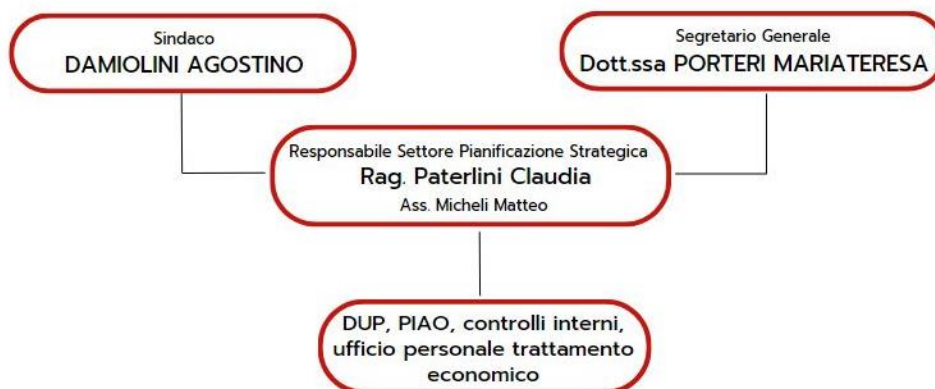 Sindaco
DAMIOLINI AGOSTINO
Segretario Generale
Dott.ssa PORTERI MARIATERESA
Responsabile Settore Pianificazione Strategica
Rag. Paterlini Claudia
Ass. Micheli Matteo
DUP, PIAO, controlli interni,
ufficio personale trattamento
economico